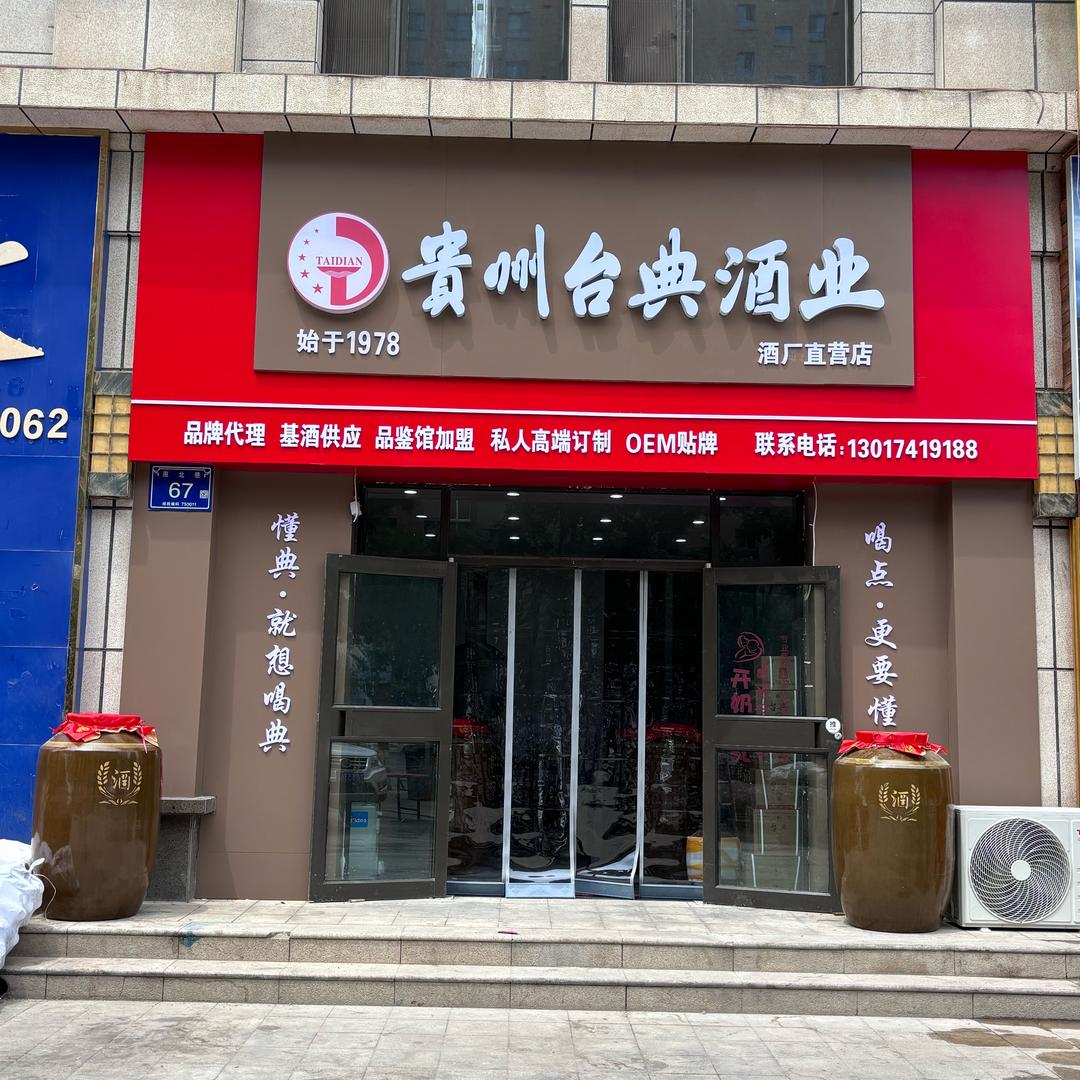 TAIDIAN
貴州台典酒业
始于1978
酒厂直营店
品牌代理 基酒供应 品鉴馆加盟 私人高端订制 OEM贴牌 联系电话:13017419188
062
67
懂典·就想喝典
喝点·更要懂
开奶
酒
酒